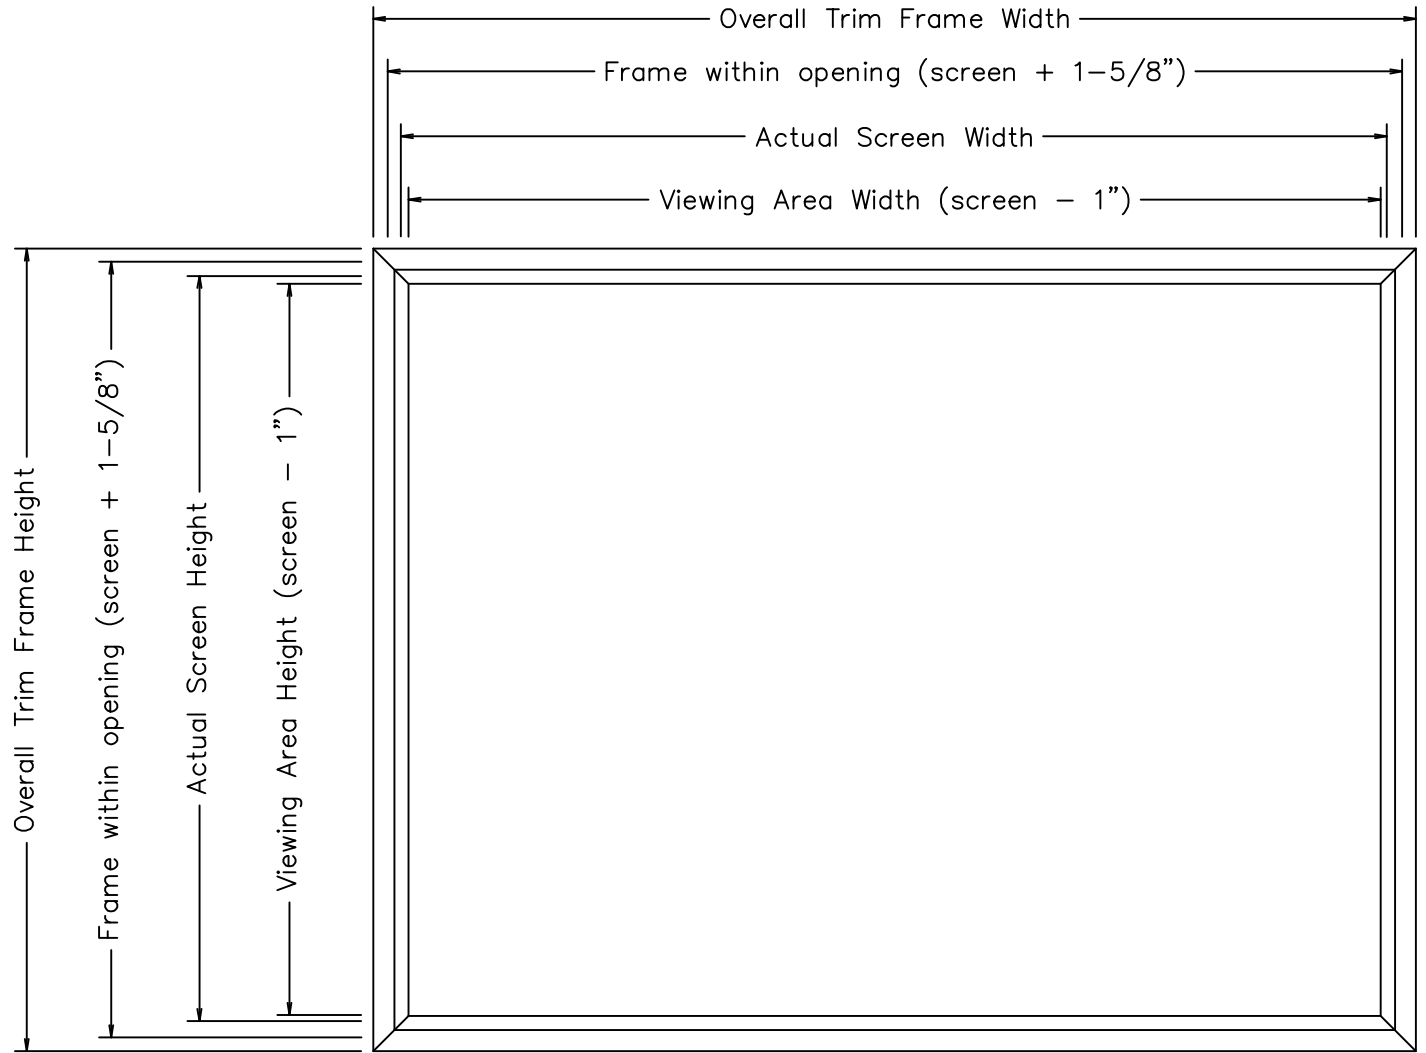 Overall Trim Frame Width
Frame within opening (screen + 1-5/8")
Actual Screen Width
Viewing Area Width (screen - 1")
Overall Trim Frame Height
Frame within opening (screen + 1-5/8")
Actual Screen Height
Viewing Area Height (screen - 1")